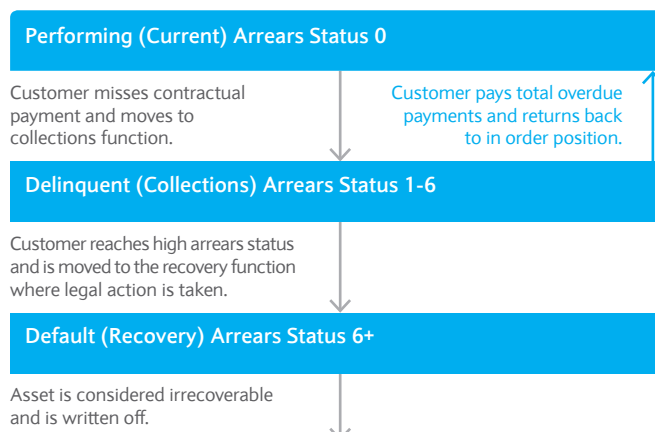 Performing (Current) Arrears Status 0
Customer misses contractual
payment and moves to
collections function.
Customer pays total overdue
payments and returns back
to in order position.
Delinquent (Collections) Arrears Status 1-6
Customer reaches high arrears status
and is moved to the recovery function
where legal action is taken.
Default (Recovery) Arrears Status 6+
Asset is considered irrecoverable
and is written off.